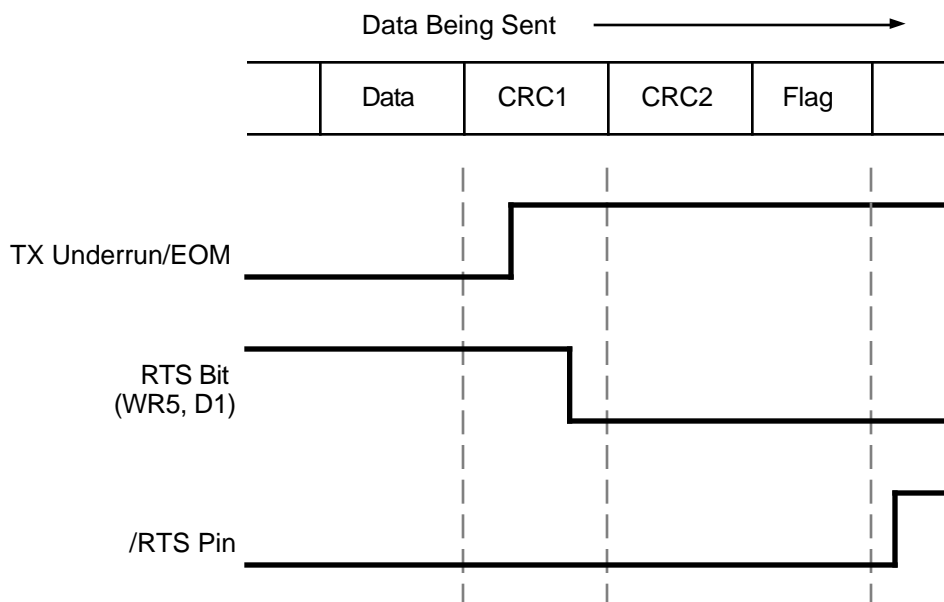 Data Being Sent
Data CRC1 CRC2 Flag
TX Underrun/EOM
RTS Bit
(WR5, D1)
/RTS Pin